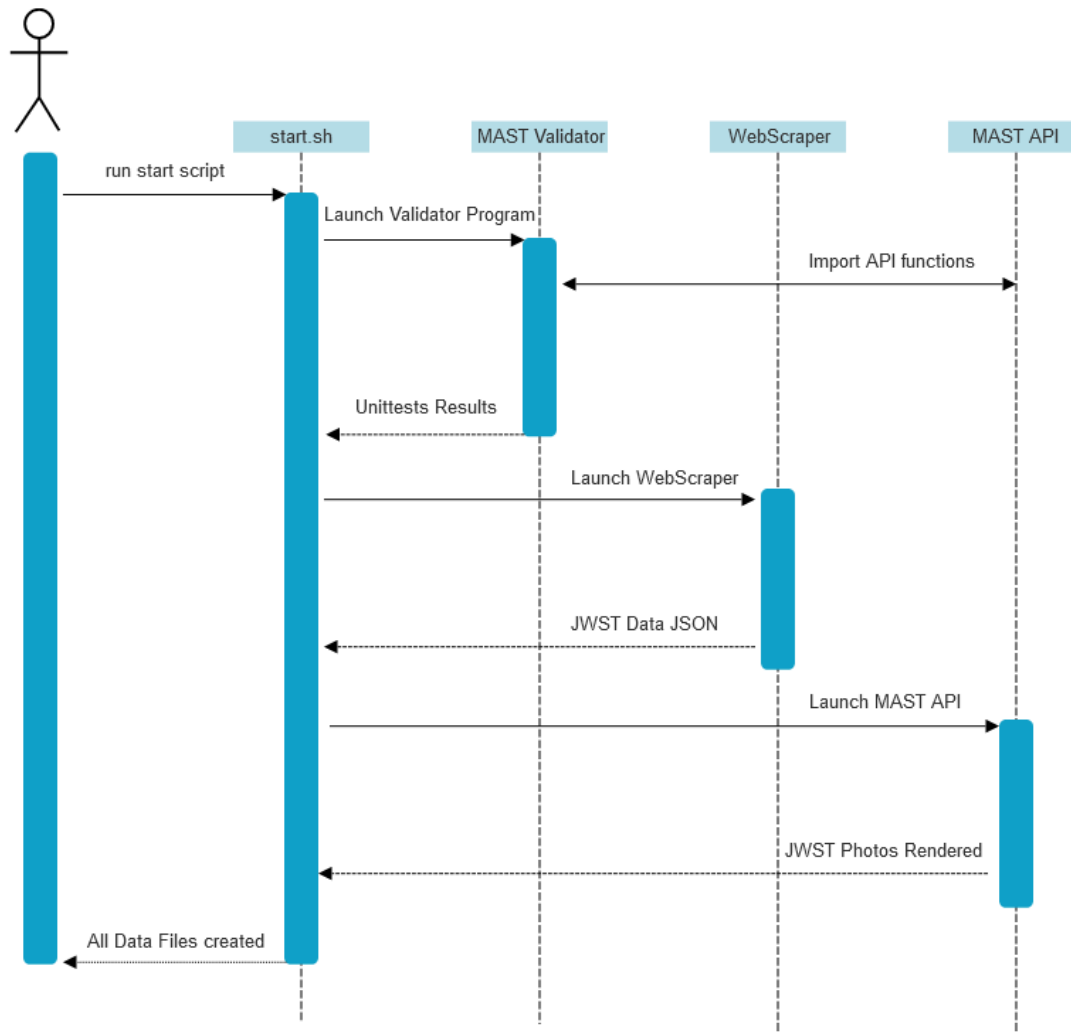 start.sh
MAST Validator
WebScraper
MAST API
run start script
Launch Validator Program
Import API functions
Unittests Results
Launch WebScraper
JWST Data JSON
Launch MAST API
JWST Photos Rendered
All Data Files created